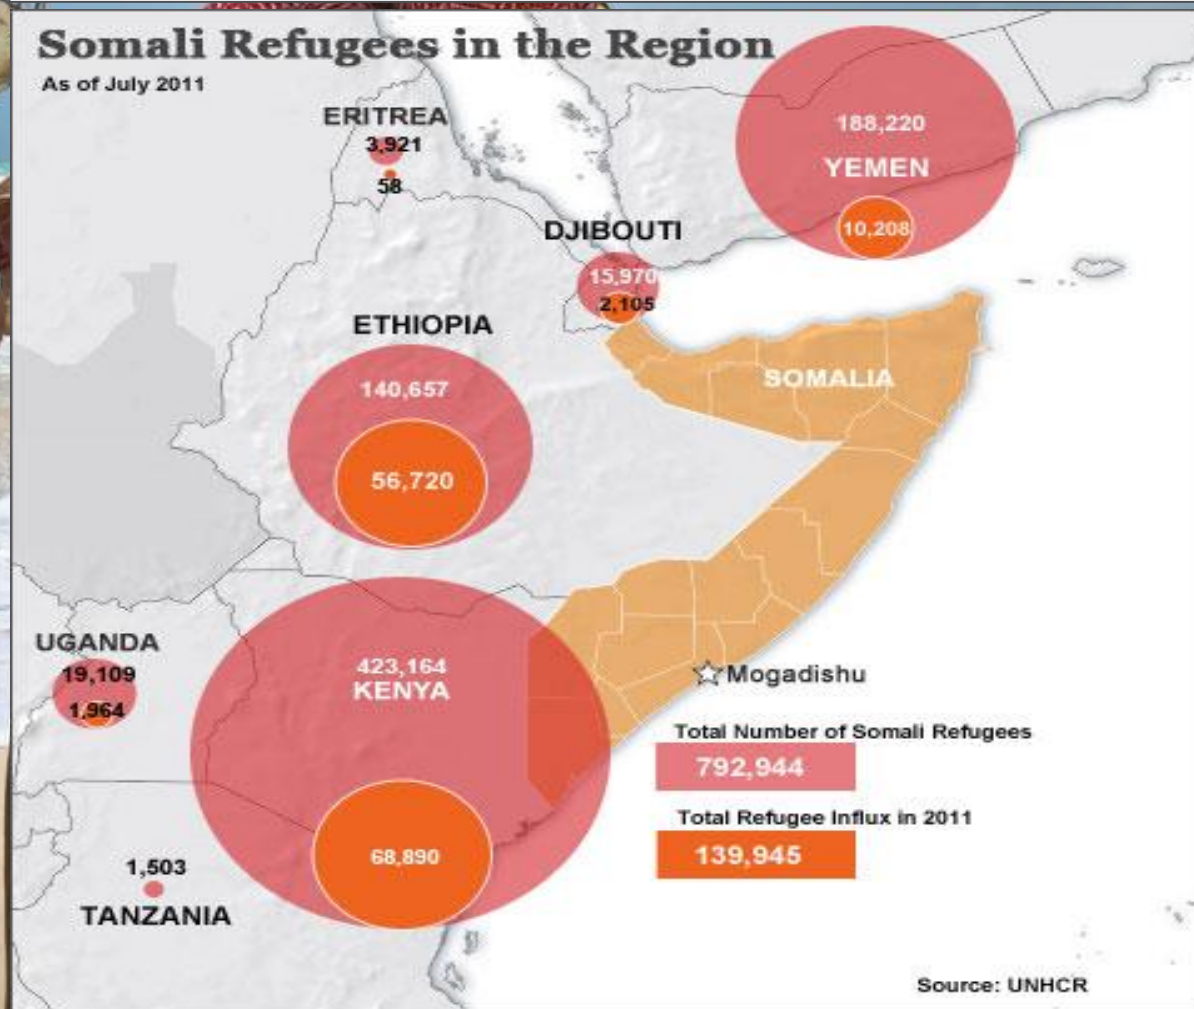 Somali Refugees in the Region
As of July 2011
ERITREA
3,921
58
188,220
YEMEN
10,208
DJIBOUTI
15,970
2,105
ETHIOPIA
140,657
56,720
SOMALIA
UGANDA
19,109
1,964
423,164
KENYA
68,890
Mogadishu
Total Number of Somali Refugees
792,944
Total Refugee Influx in 2011
139,945
1,503
TANZANIA
Source: UNHCR